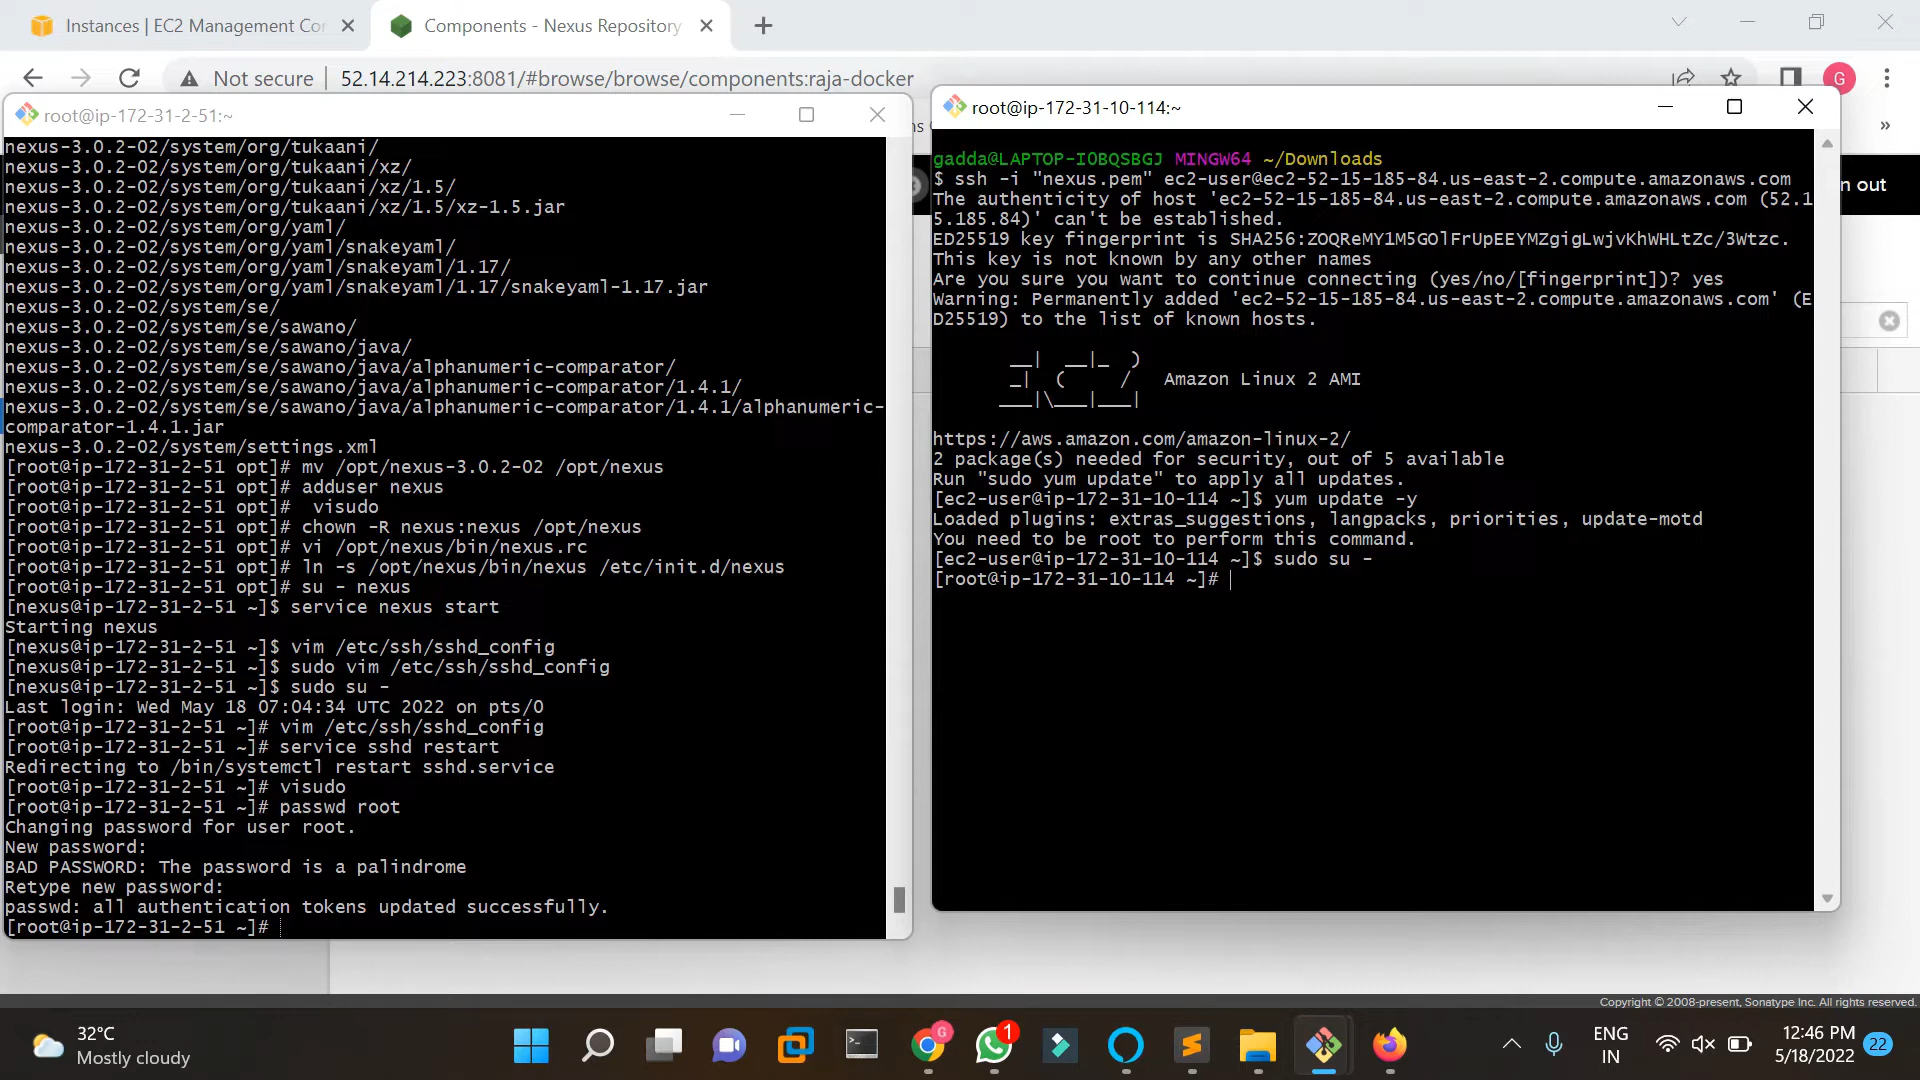 Instances | EC2 Management Cor
Components - Nexus Repository
Not secure
52.14.214.223:8081/#browse/browse/components:raja-docker
G
root@ip-172-31-2-51:~
nexus-3.0.2-02/system/org/tukaani/
nexus-3.0.2-02/system/org/tukaani/xz/
nexus-3.0.2-02/system/org/tukaani/xz/1.5/
nexus-3.0.2-02/system/org/tukaani/xz/1.5/xz-1.5.jar
nexus-3.0.2-02/system/org/yaml/
nexus-3.0.2-02/system/org/yaml/snakeyaml/
nexus-3.0.2-02/system/org/yaml/snakeyaml/1.17/
nexus-3.0.2-02/system/org/yaml/snakeyaml/1.17/snakeyaml-1.17.jar
nexus-3.0.2-02/system/se/
nexus-3.0.2-02/system/se/sawano/
nexus-3.0.2-02/system/se/sawano/java/
nexus-3.0.2-02/system/se/sawano/java/alphanumeric-comparator/
nexus-3.0.2-02/system/se/sawano/java/alphanumeric-comparator/1.4.1/
nexus-3.0.2-02/system/se/sawano/java/alphanumeric-comparator/1.4.1/alphanumeric-
comparator-1.4.1.jar
nexus-3.0.2-02/system/settings.xml
[root@ip-172-31-2-51 opt]# mv /opt/nexus-3.0.2-02 /opt/nexus
[root@ip-172-31-2-51 opt]# adduser nexus
[root@ip-172-31-2-51 opt]#  visudo
[root@ip-172-31-2-51 opt]# chown -R nexus:nexus /opt/nexus
[root@ip-172-31-2-51 opt]# vi /opt/nexus/bin/nexus.rc
[root@ip-172-31-2-51 opt]# ln -s /opt/nexus/bin/nexus /etc/init.d/nexus
[root@ip-172-31-2-51 opt]# su - nexus
[nexus@ip-172-31-2-51 ~]$ service nexus start
Starting nexus
[nexus@ip-172-31-2-51 ~]$ vim /etc/ssh/sshd_config
[nexus@ip-172-31-2-51 ~]$ sudo vim /etc/ssh/sshd_config
[nexus@ip-172-31-2-51 ~]$ sudo su -
Last login: Wed May 18 07:04:34 UTC 2022 on pts/0
[root@ip-172-31-2-51 ~]# vim /etc/ssh/sshd_config
[root@ip-172-31-2-51 ~]# service sshd restart
Redirecting to /bin/systemctl restart sshd.service
[root@ip-172-31-2-51 ~]# visudo
[root@ip-172-31-2-51 ~]# passwd root
Changing password for user root.
New password:
BAD PASSWORD: The password is a palindrome
Retype new password:
passwd: all authentication tokens updated successfully.
[root@ip-172-31-2-51 ~]#
root@ip-172-31-10-114:~
gadda@LAPTOP-I0BQSBGJ MINGW64 ~/Downloads
$ ssh -i "nexus.pem" ec2-user@ec2-52-15-185-84.us-east-2.compute.amazonaws.com
The authenticity of host 'ec2-52-15-185-84.us-east-2.compute.amazonaws.com (52.1
5.185.84)' can't be established.
ED25519 key fingerprint is SHA256:ZOQReMY1M5GOlFrUpEEYMZgigLwjvKhWHLtZc/3Wtzc.
This key is not known by any other names
Are you sure you want to continue connecting (yes/no/[fingerprint])? yes
Warning: Permanently added 'ec2-52-15-185-84.us-east-2.compute.amazonaws.com' (E
D25519) to the list of known hosts.
       __|  __|_  )
       _|  (     /   Amazon Linux 2 AMI
      ___|\___|___|
https://aws.amazon.com/amazon-linux-2/
2 package(s) needed for security, out of 5 available
Run "sudo yum update" to apply all updates.
[ec2-user@ip-172-31-10-114 ~]$ yum update -y
Loaded plugins: extras_suggestions, langpacks, priorities, update-motd
You need to be root to perform this command.
[ec2-user@ip-172-31-10-114 ~]$ sudo su -
[root@ip-172-31-10-114 ~]#
n out
Copyright © 2008-present, Sonatype Inc. All rights reserved.
32°C
Mostly cloudy
G
1
ENG
IN
12:46 PM
5/18/2022
22